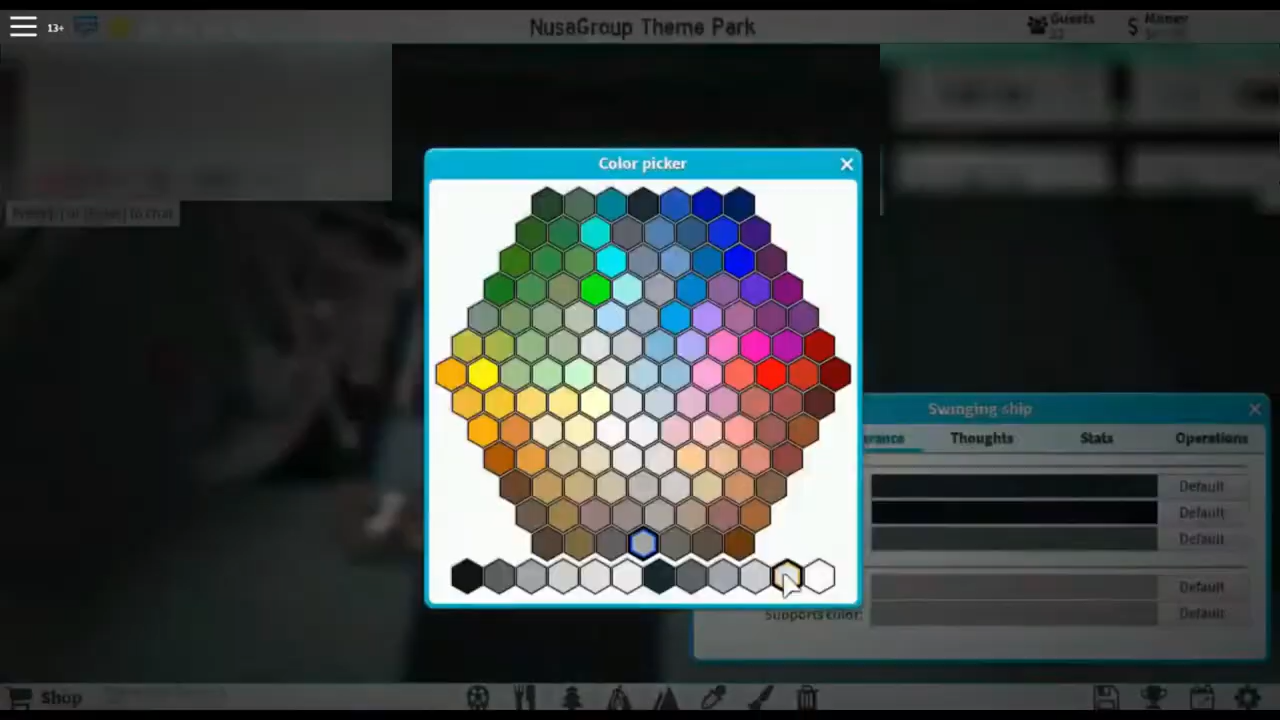 13+
NusaGroup Theme Park
Guests
Money
Color picker
Swinging ship
Thoughts
Stats
Operations
Default
Default
Default
Default
Supports color:
Default
Shop